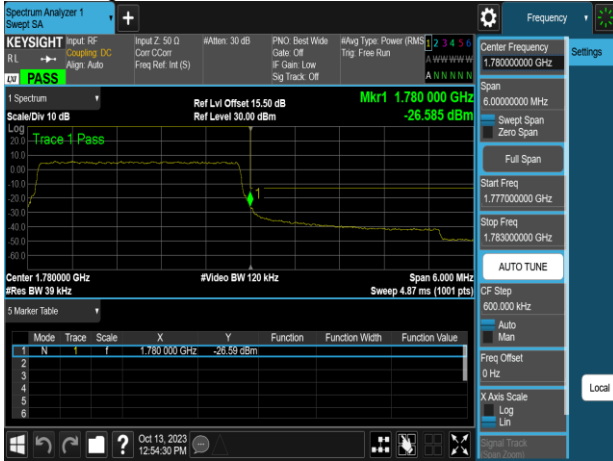 Spectrum Analyzer 1
Swept SA
+
Frequency
KEYSIGHT
RL
LXI
PASS
Input: RF
Coupling: DC
Align: Auto
Input Z: 50 Ω
Corr CCorr
Freq Ref: Int (S)
#Atten: 30 dB
PNO: Best Wide
Gate: Off
IF Gain: Low
Sig Track: Off
#Avg Type: Power (RMS
Trig: Free Run
1 2 3 4 5 6
A W W W W W
A N N N N N
1 Spectrum
Scale/Div 10 dB
Ref Lvl Offset 15.50 dB
Ref Level 30.00 dBm
Mkr1 1.780 000 GHz
-26.585 dBm
Log
Trace 1 Pass
20.0
10.0
0.00
-10.0
-20.0
-30.0
-40.0
-50.0
-60.0
1
Center 1.780000 GHz
#Video BW 120 kHz
Span 6.000 MHz
#Res BW 39 kHz
Sweep 4.87 ms (1001 pts)
5 Marker Table
Mode Trace Scale X Y Function Function Width Function Value
1 N 1 f 1.780 000 GHz -26.59 dBm
2
3
4
5
6
Oct 13, 2023
12:54:30 PM
?
Center Frequency
1.780000000 GHz
Span
6.00000000 MHz
Swept Span
Zero Span
Full Span
Start Freq
1.777000000 GHz
Stop Freq
1.783000000 GHz
AUTO TUNE
CF Step
600.000 kHz
Auto
Man
Freq Offset
0 Hz
X Axis Scale
Log
Lin
Signal Track
(Span Zoom)
Settings
Local